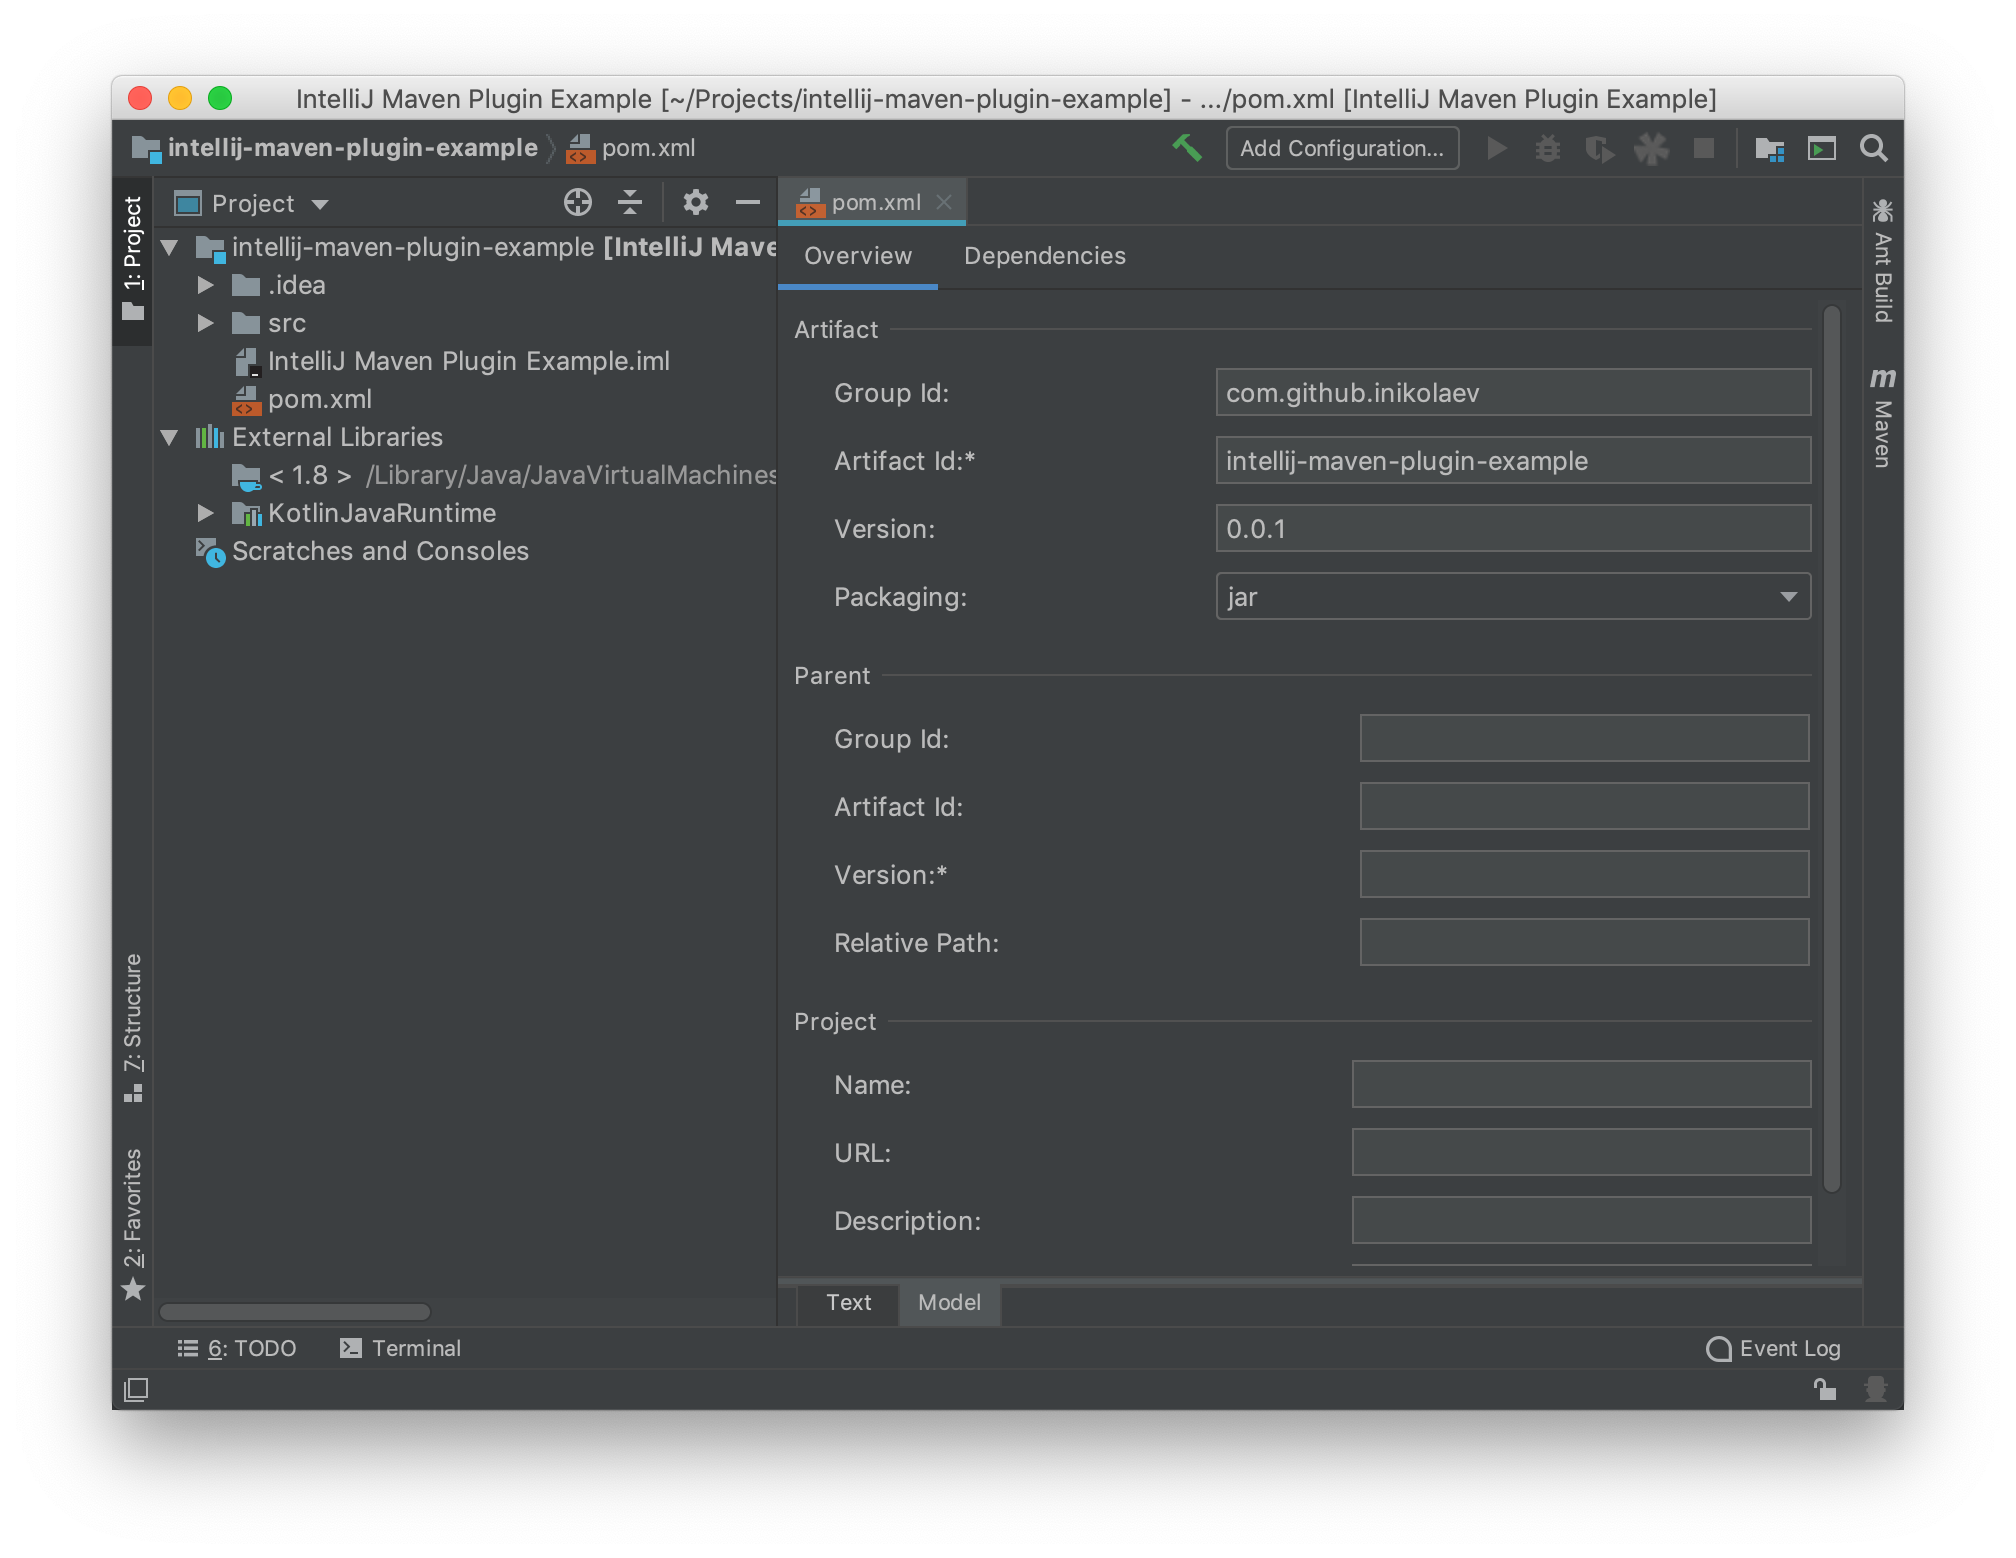 IntelliJ Maven Plugin Example [~/Projects/intellij-maven-plugin-example] - .../pom.xml [IntelliJ Maven Plugin Example]
intellij-maven-plugin-example pom.xml
Add Configuration...
1: Project
Project
intellij-maven-plugin-example [IntelliJ Mave
.idea
src
IntelliJ Maven Plugin Example.iml
pom.xml
External Libraries
< 1.8 > /Library/Java/JavaVirtualMachines
KotlinJavaRuntime
Scratches and Consoles
7: Structure
2: Favorites
pom.xml
Overview Dependencies
Artifact
Group Id: com.github.inikolaev
Artifact Id:* intellij-maven-plugin-example
Version: 0.0.1
Packaging: jar
Parent
Group Id:
Artifact Id:
Version:*
Relative Path:
Project
Name:
URL:
Description:
Text Model
Ant Build
m Maven
6: TODO Terminal
Event Log